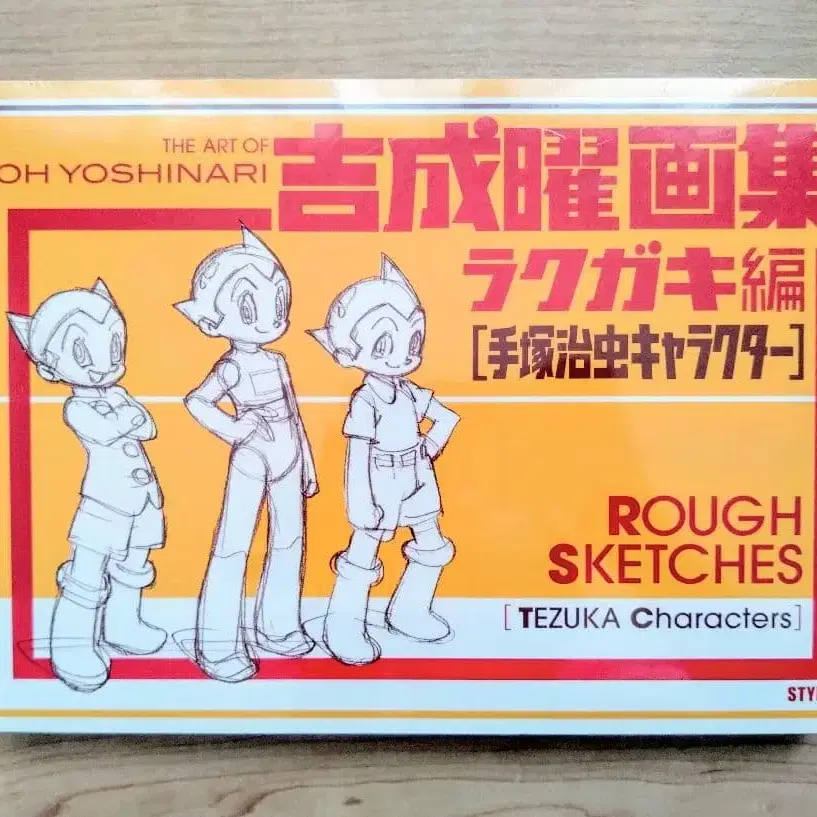 THE ART OF
OH YOSHINARI
吉成曜画集
ラクガキ編
[手塚治虫キャラクター]
ROUGH
SKETCHES
[TEZUKA Characters]
STY